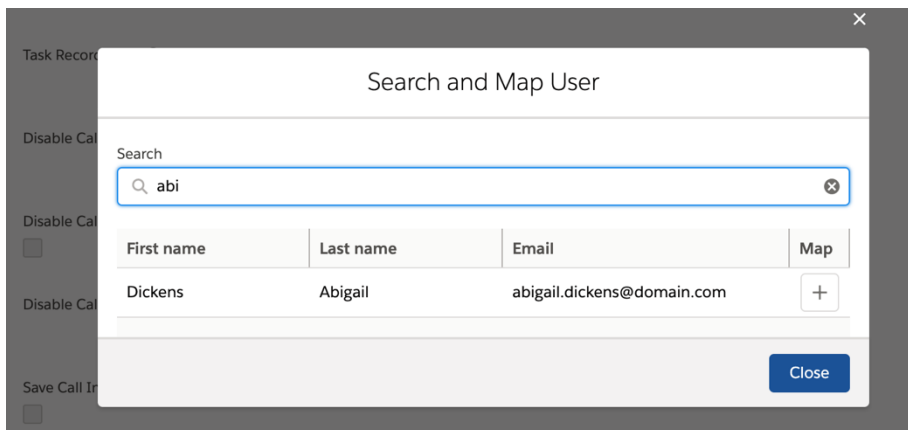 Task Record
Search and Map User
Disable Cal
Search
abi
Disable Cal
First name Last name Email Map
Dickens Abigail abigail.dickens@domain.com +
Disable Cal
Close
Save Call In